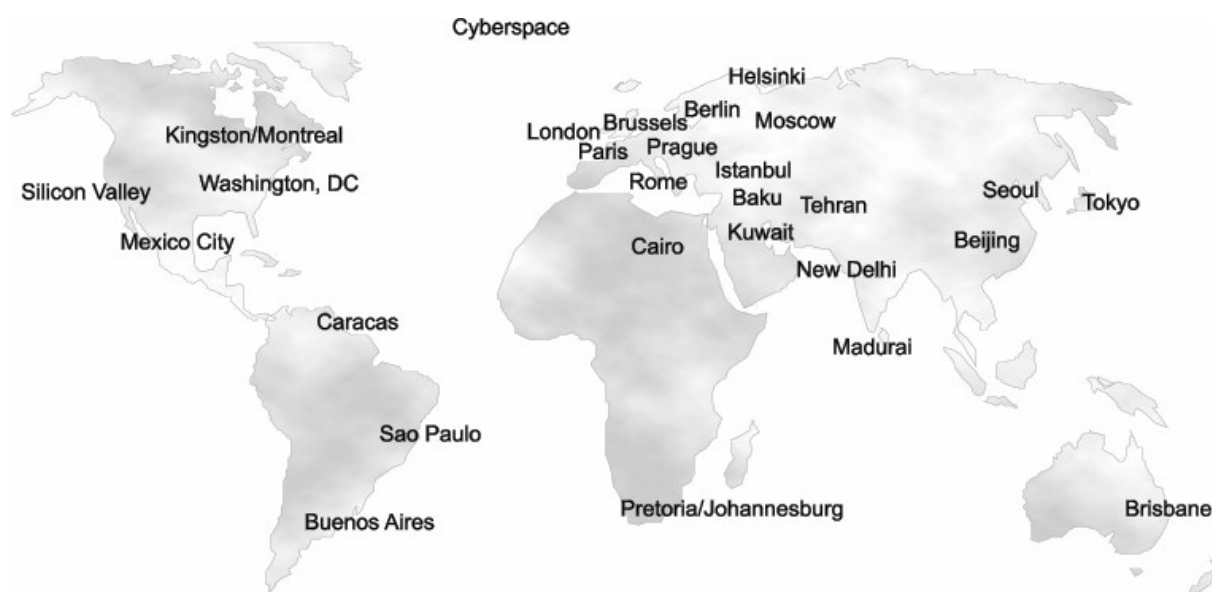 Cyberspace
Helsinki
Berlin
Brussels
Moscow
London
Kingston/Montreal
Paris
Prague
Istanbul
Rome
Washington, DC
Silicon Valley
Seoul
Baku
Tehran
Tokyo
Kuwait
Mexico City
Cairo
Beijing
New Delhi
Caracas
Madurai
Sao Paulo
Pretoria/Johannesburg
Brisbane
Buenos Aires